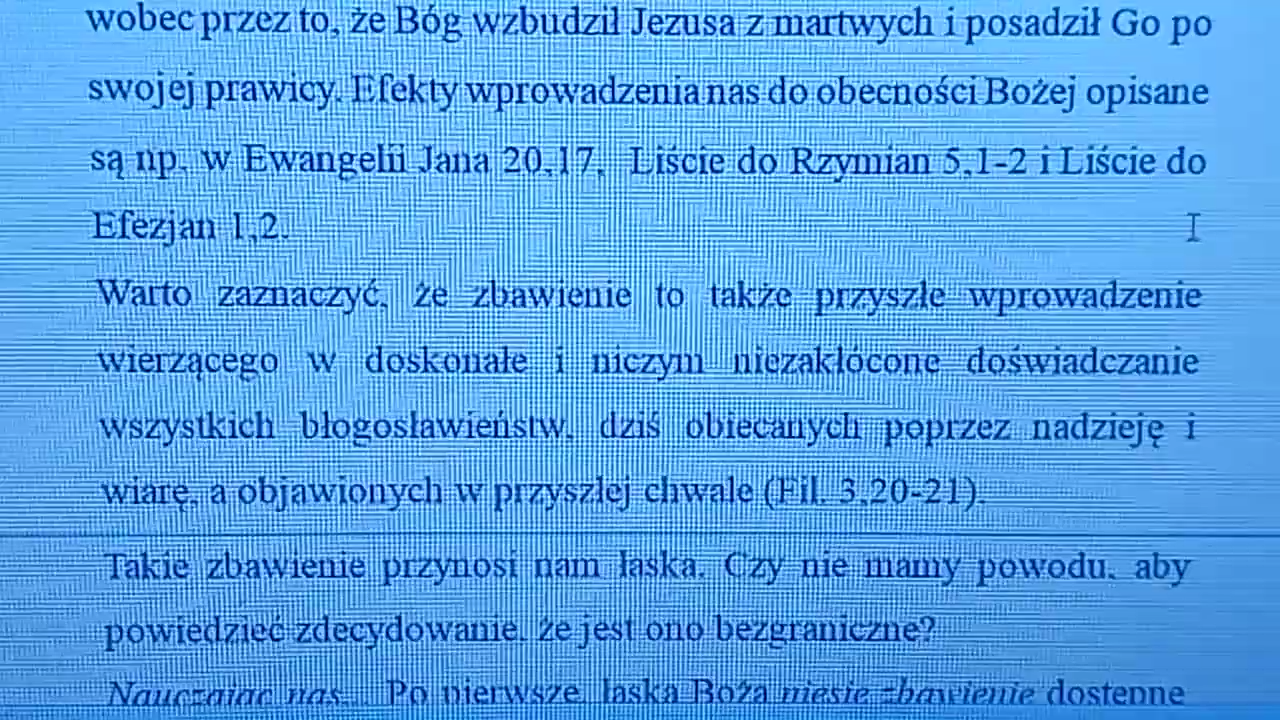 wobec przez to, że Bóg wzbudził Jezusa z martwych i posadził Go po
swojej prawicy. Efekty wprowadzenia nas do obecności Bożej opisane
są np. w Ewangelii Jana 20,17, Liście do Rzymian 5,1-2 i Liście do
Efezjan 1,2.
Warto zaznaczyć, że zbawienie to także przyszłe wprowadzenie
wierzącego w doskonałe i niczym niezakłócone doświadczanie
wszystkich błogosławieństw, dziś obiecanych poprzez nadzieję i
wiarę, a objawionych w przyszłej chwale (Fil. 3,20-21).
Takie zbawienie przynosi nam łaska. Czy nie mamy powodu, aby
powiedzieć zdecydowanie, że jest ono bezgraniczne?
Nauczając nas... Po pierwsze, łaska Boża niesie zbawienie dostępne